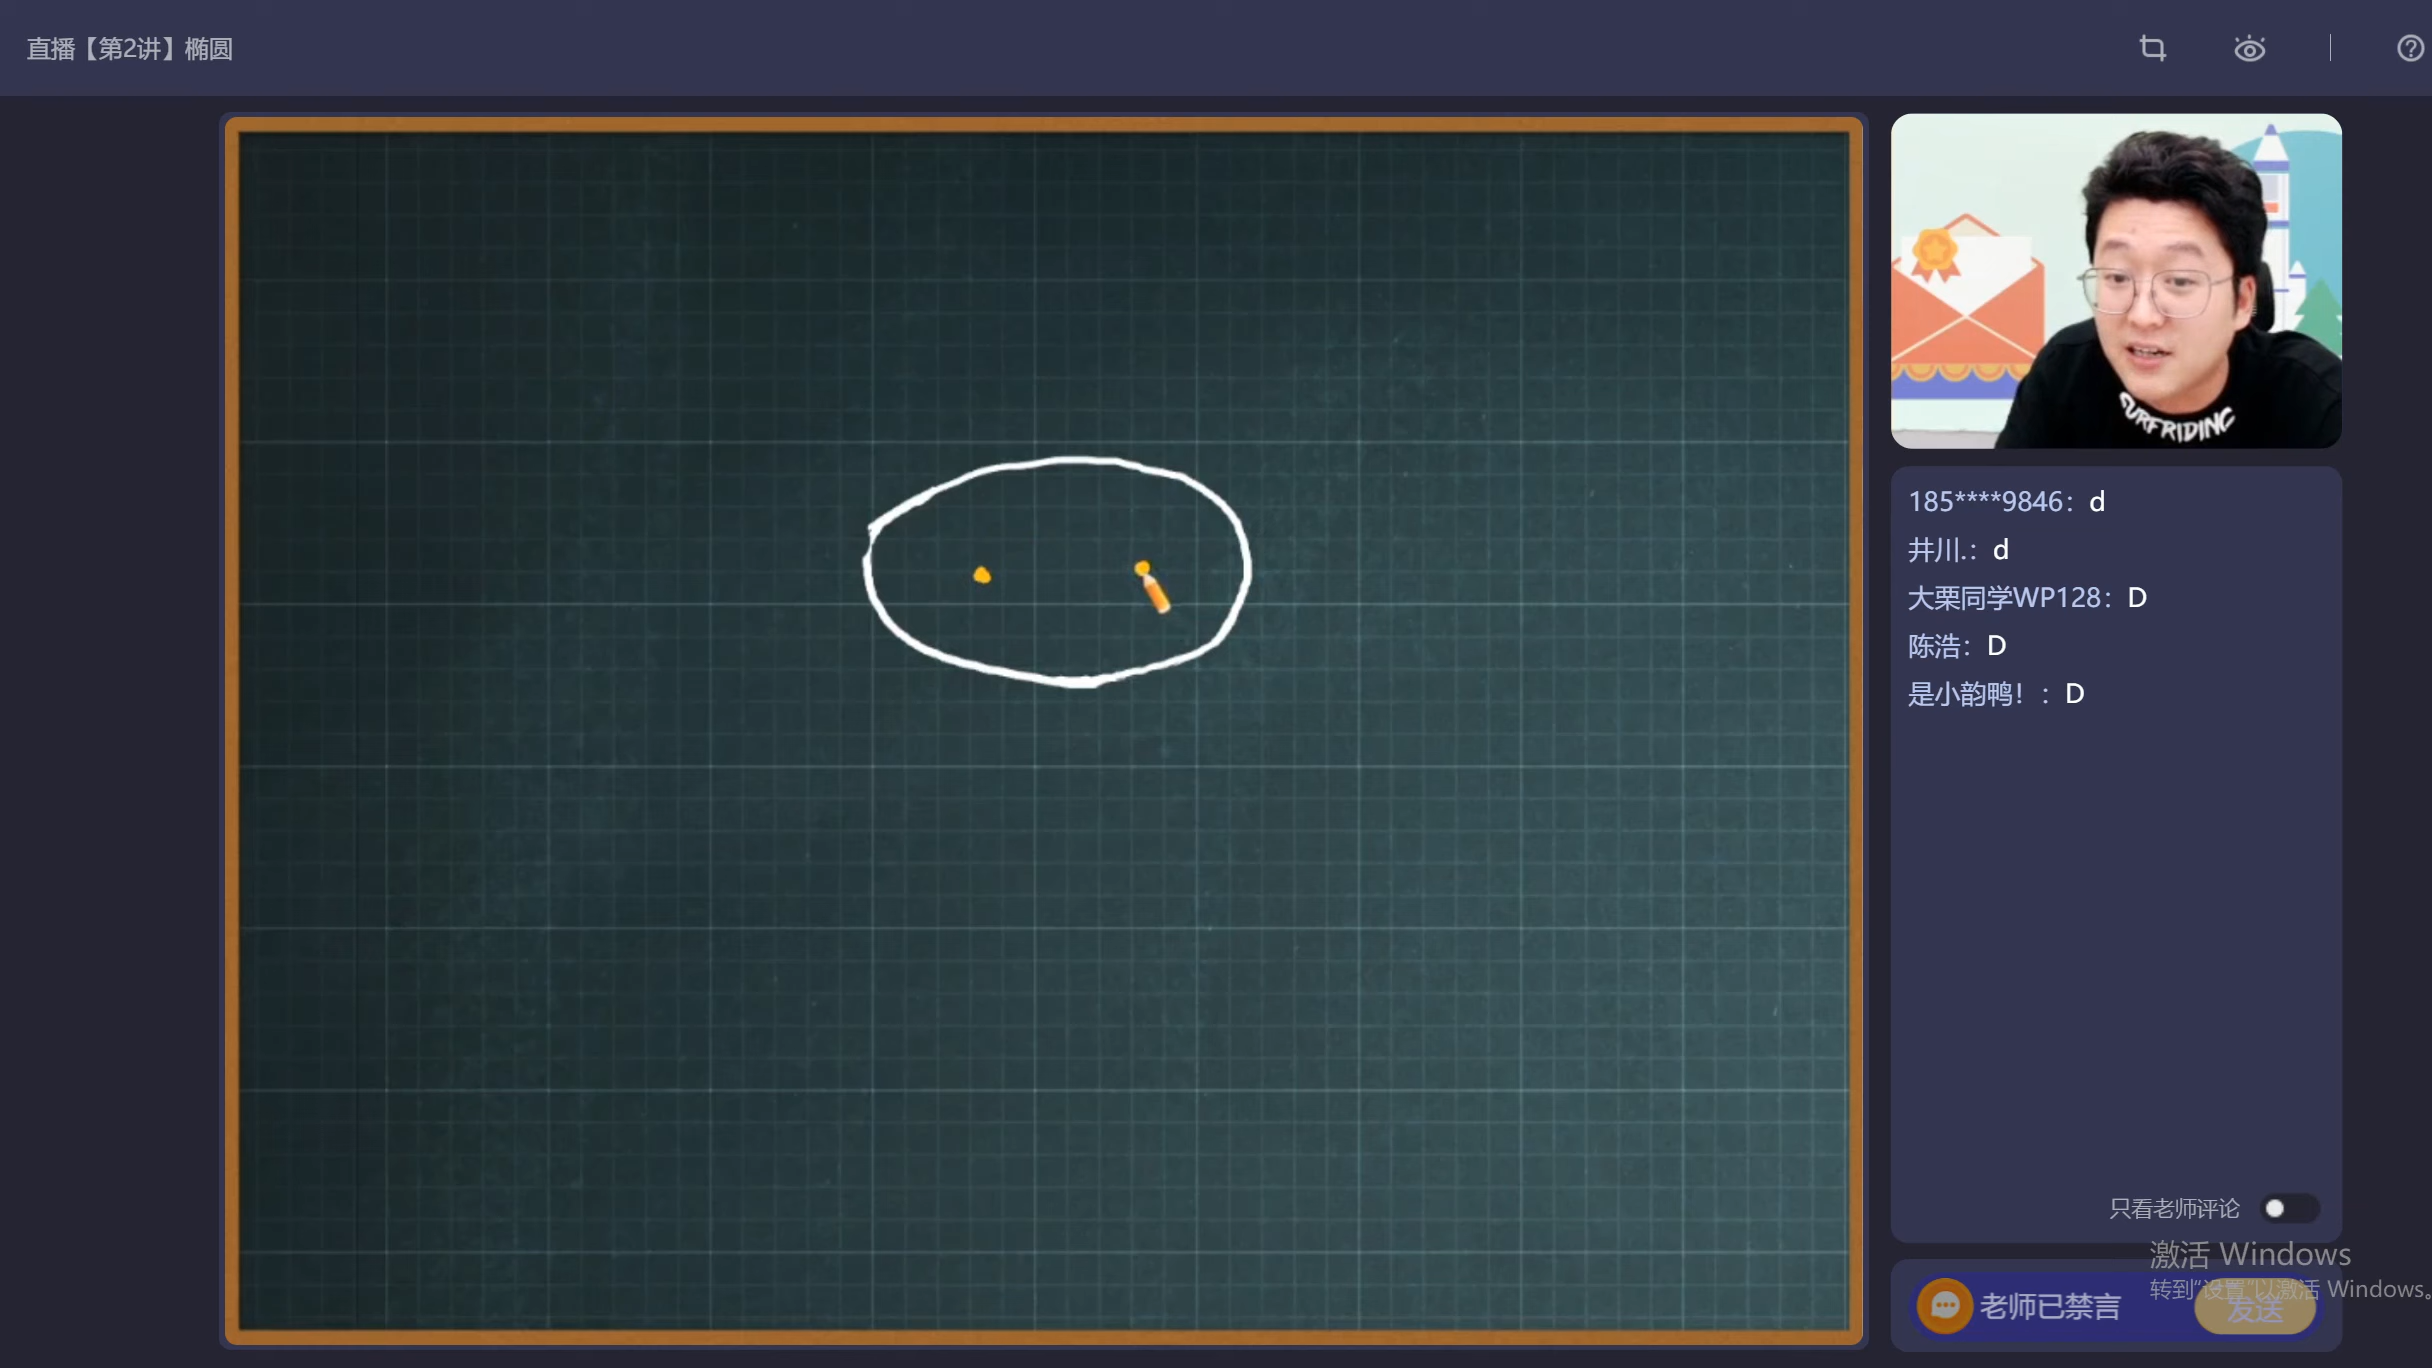 直播【第2讲】椭圆
SURFRIDING
185****9846：d
井川.：d
大栗同学WP128：D
陈浩：D
是小韵鸭！：D
只看老师评论
激活 Windows
转到"设置"以激活 Windows。
老师已禁言
发送